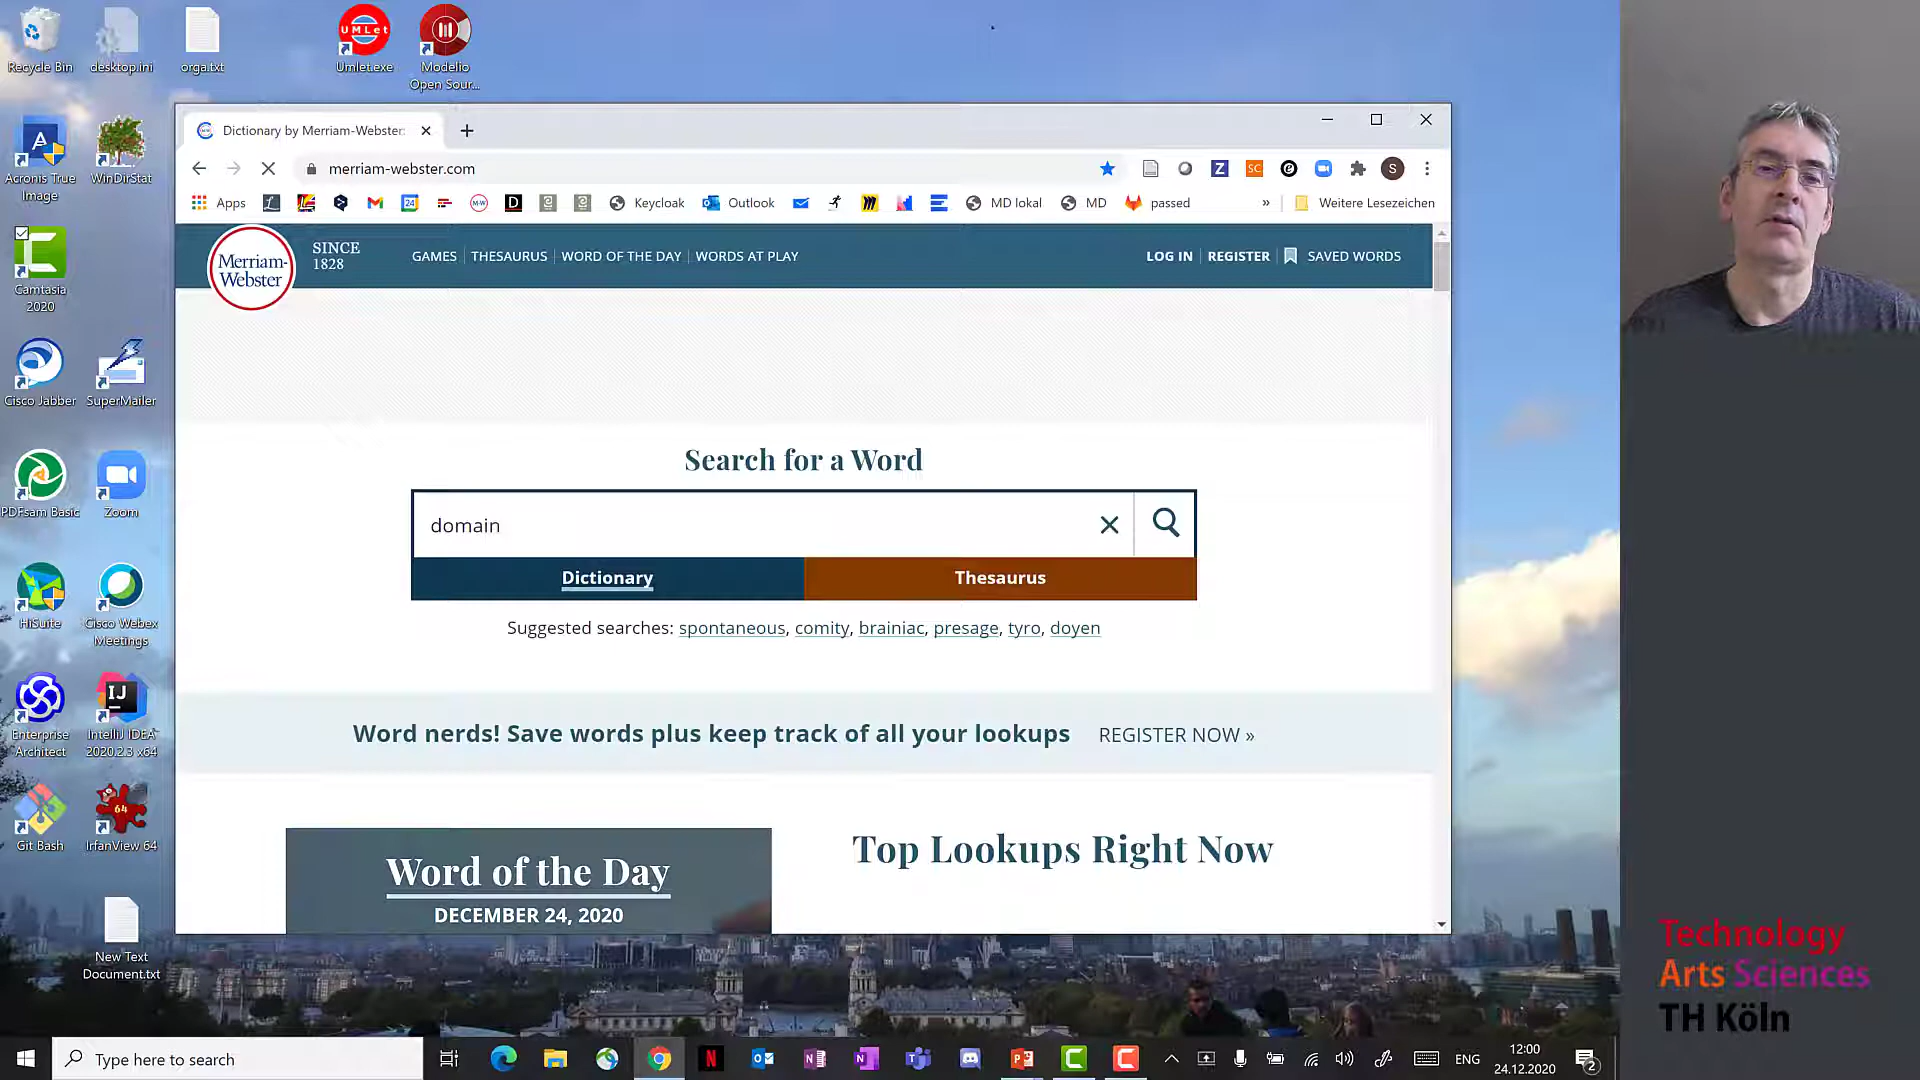 Recycle Bin
desktop.ini
orga.txt
UMLet
Umlet.exe
Modelio
Open Sour...
Dictionary by Merriam-Webster:
merriam-webster.com
Apps
Keycloak
Outlook
MD lokal
MD
passed
»
Weitere Lesezeichen
Merriam-
Webster
SINCE
1828
GAMES
THESAURUS
WORD OF THE DAY
WORDS AT PLAY
LOG IN
REGISTER
SAVED WORDS
Search for a Word
domain
Dictionary
Thesaurus
Suggested searches: spontaneous, comity, brainiac, presage, tyro, doyen
Word nerds! Save words plus keep track of all your lookups
REGISTER NOW »
Word of the Day
DECEMBER 24, 2020
Top Lookups Right Now
Acronis True
Image
WinDirStat
Camtasia
2020
Cisco Jabber
SuperMailer
PDFsam Basic
Zoom
HiSuite
Cisco Webex
Meetings
Enterprise
Architect
IntelliJ IDEA
2020.2.3 x64
Git Bash
IrfanView 64
New Text
Document.txt
Technology
Arts Sciences
TH Köln
Type here to search
ENG
12:00
24.12.2020
2